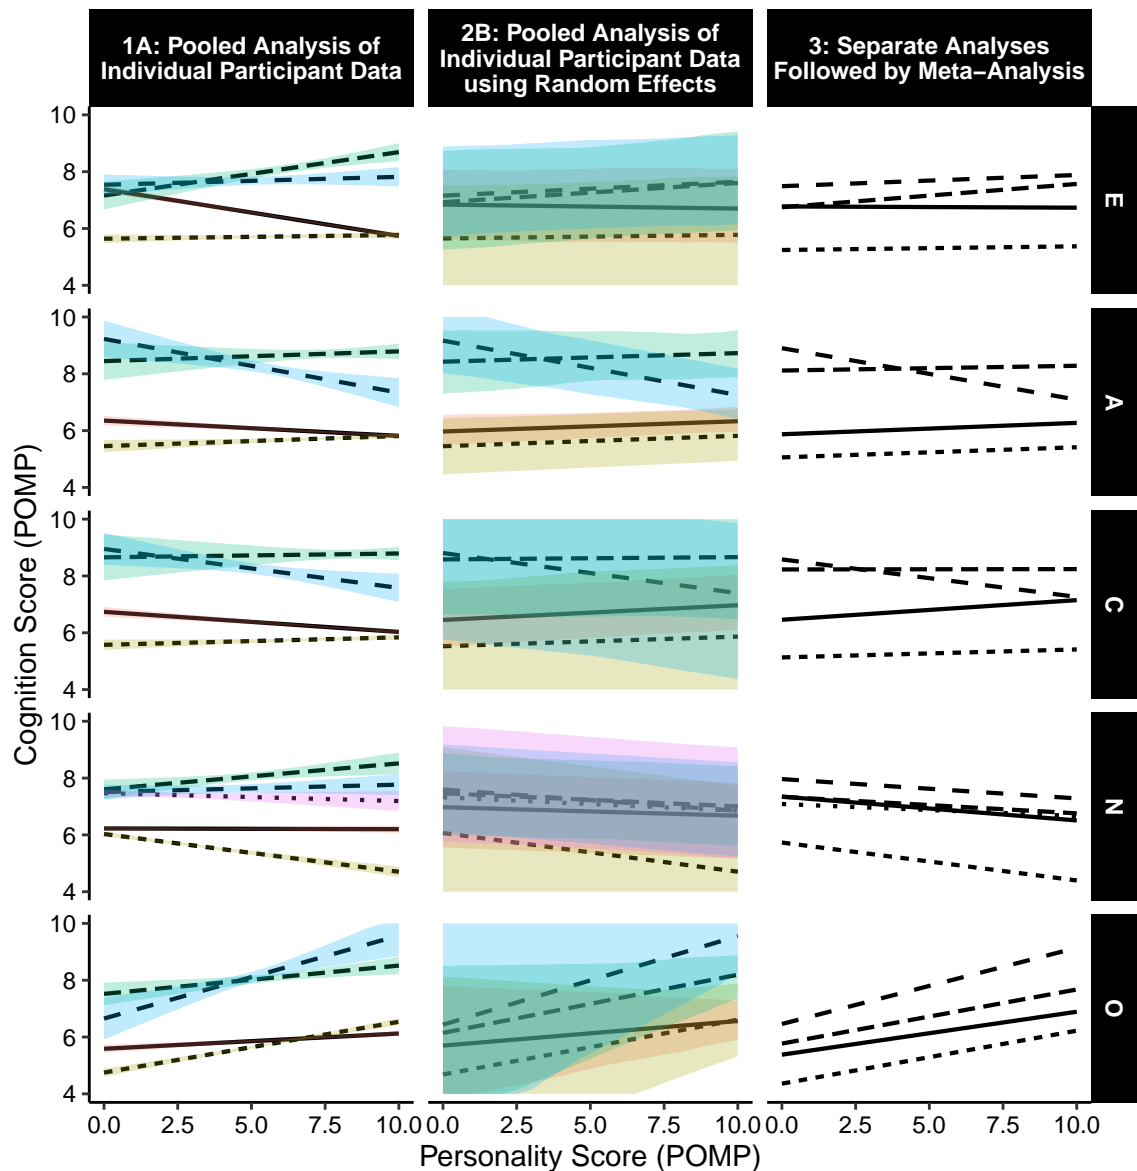 1A: Pooled Analysis of
Individual Participant Data
2B: Pooled Analysis of
Individual Participant Data
using Random Effects
3: Separate Analyses
Followed by Meta−Analysis
Cognition Score (POMP)
10
8
6
4
E
10
8
6
4
A
10
8
6
4
C
10
8
6
4
N
10
8
6
4
O
0.0 2.5 5.0 7.5 10.0 0.0 2.5 5.0 7.5 10.0 0.0 2.5 5.0 7.5 10.0
Personality Score (POMP)